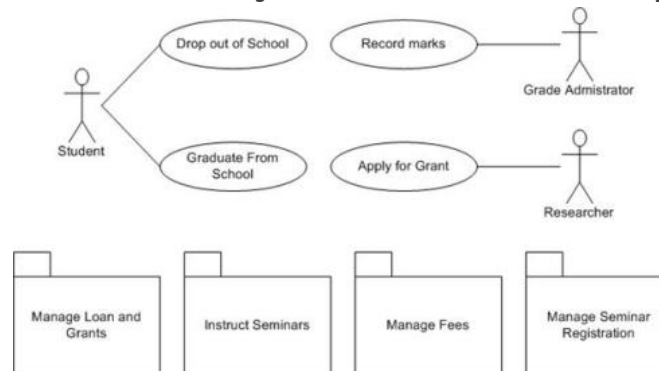 Drop out of School
Record marks
Grade Admistrator
Student
Graduate From
School
Apply for Grant
Researcher
Manage Loan and
Grants
Instruct Seminars
Manage Fees
Manage Seminar
Registration